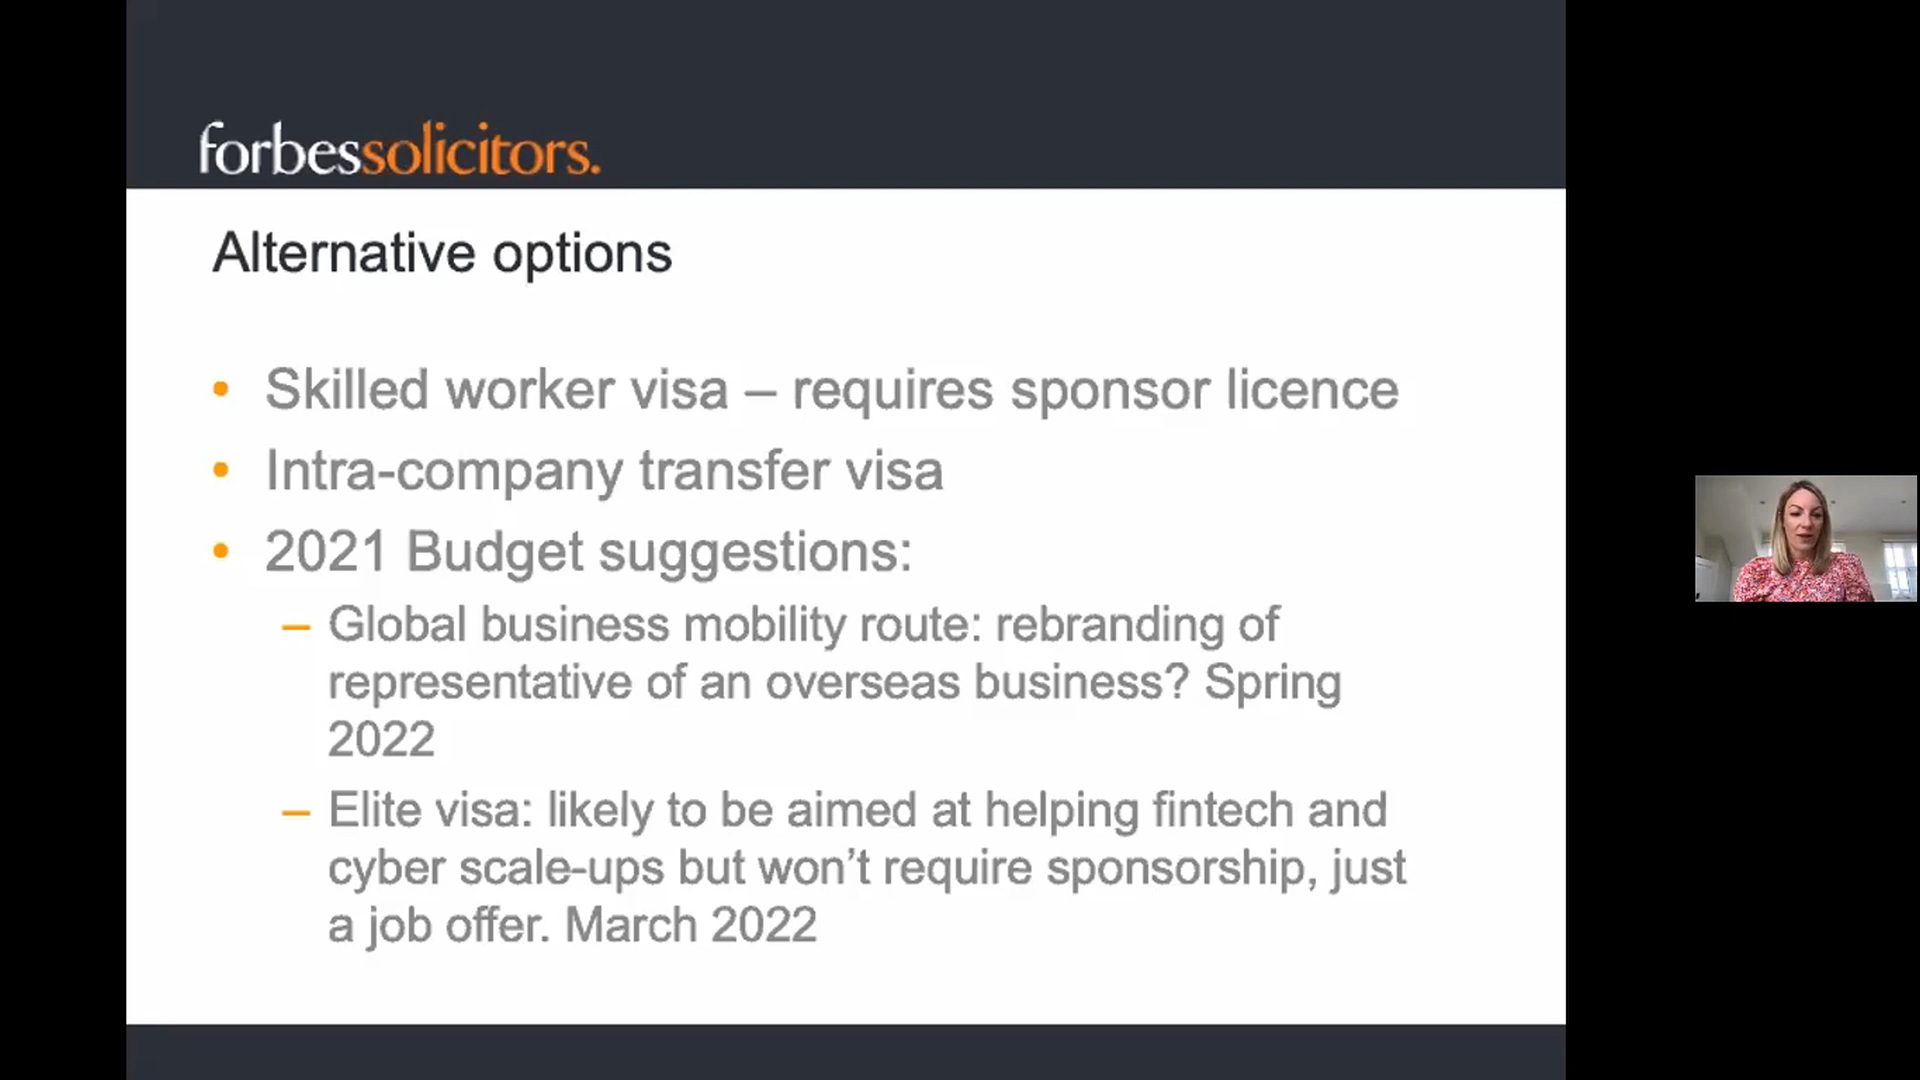 forbessolicitors.
Alternative options
• Skilled worker visa – requires sponsor licence
• Intra-company transfer visa
• 2021 Budget suggestions:
– Global business mobility route: rebranding of
representative of an overseas business? Spring
2022
– Elite visa: likely to be aimed at helping fintech and
cyber scale-ups but won’t require sponsorship, just
a job offer. March 2022